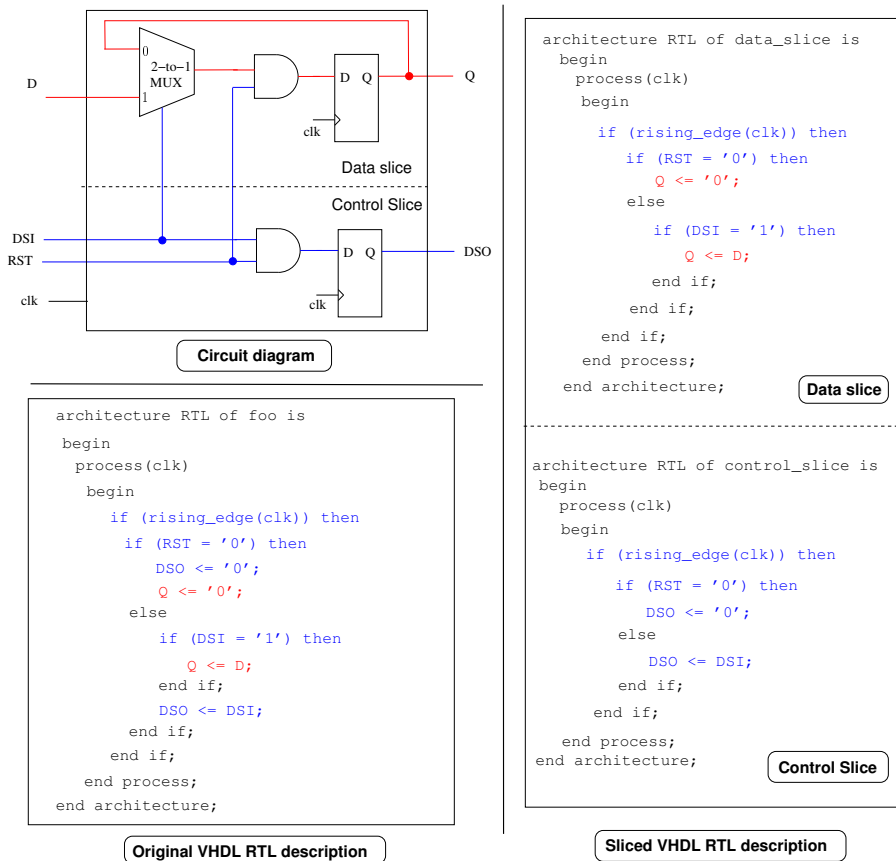 0
2−to−1
MUX
1
D
D Q
Q
clk
Data slice
Control Slice
DSI
RST
D Q
DSO
clk
clk
Circuit diagram
architecture RTL of foo is
begin
process(clk)
begin
if (rising_edge(clk)) then
if (RST = '0') then
DSO <= '0';
Q <= '0';
else
if (DSI = '1') then
Q <= D;
end if;
DSO <= DSI;
end if;
end if;
end process;
end architecture;
Original VHDL RTL description
architecture RTL of data_slice is
begin
process(clk)
begin
if (rising_edge(clk)) then
if (RST = '0') then
Q <= '0';
else
if (DSI = '1') then
Q <= D;
end if;
end if;
end if;
end process;
end architecture;
Data slice
architecture RTL of control_slice is
begin
process(clk)
begin
if (rising_edge(clk)) then
if (RST = '0') then
DSO <= '0';
else
DSO <= DSI;
end if;
end if;
end process;
end architecture;
Control Slice
Sliced VHDL RTL description